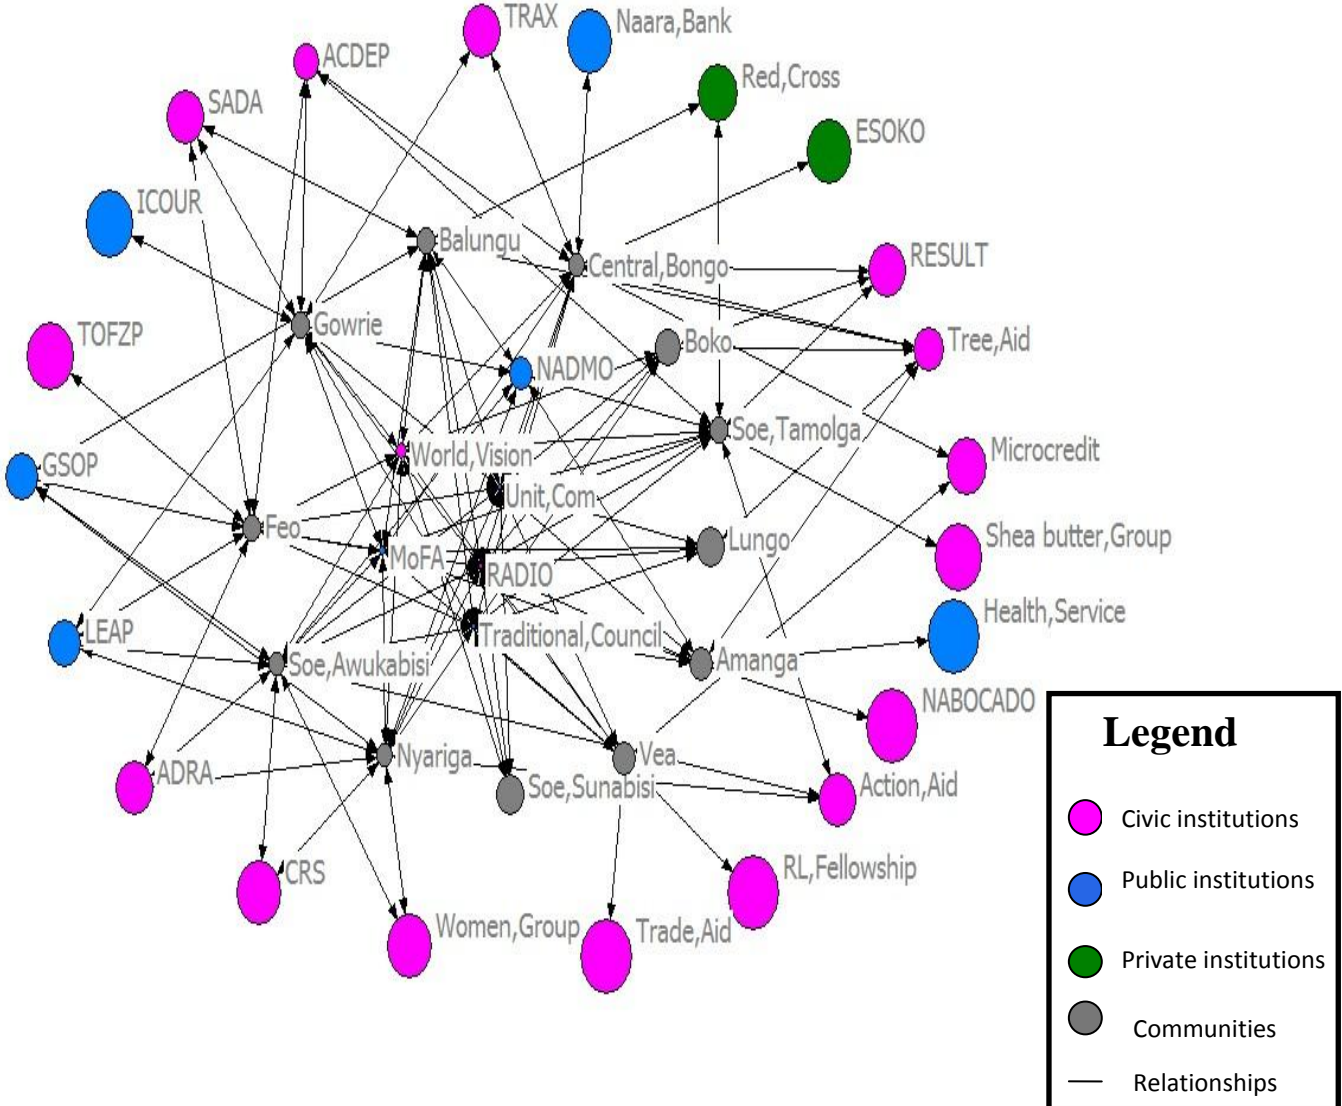 TRAX
Naara,Bank
ACDEP
Red,Cross
SADA
ESOKO
ICOUR
Balungu
Central,Bongo
RESULT
TOFZP
Gowrie
Boko
Tree,Aid
NADMO
Soe,Tamolga
GSOP
World,Vision
Microcredit
Unit,Com
Feo
Lungo
Shea butter,Group
MoFA
RADIO
Health,Service
LEAP
Traditional,Council
Soe,Awukabisi
Amanga
NABOCADO
ADRA
Nyariga
Vea
Soe,Sunabisi
Action,Aid
CRS
RL,Fellowship
Women,Group
Trade,Aid
Legend
Civic institutions
Public institutions
Private institutions
Communities
Relationships